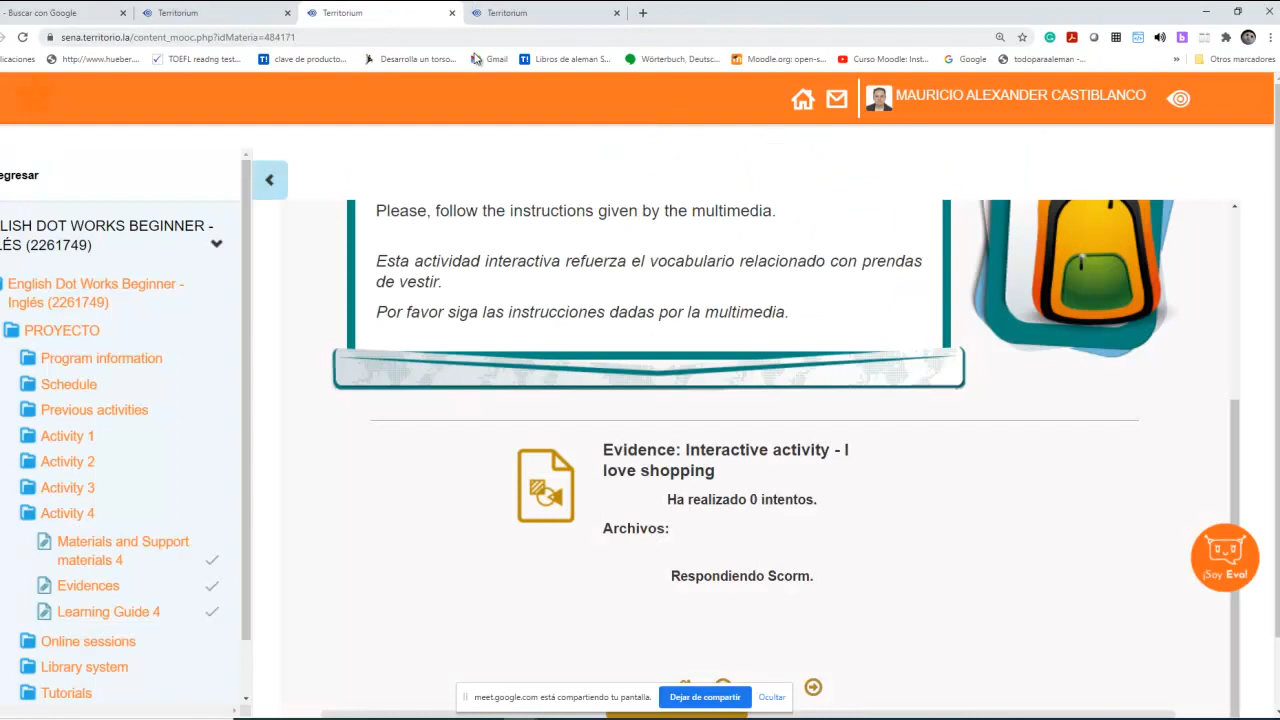 - Buscar con Google
Territorium
Territorium
Territorium
sena.territorio.la/content_mooc.php?idMateria=484171
licaciones
http://www.hueber...
TOEFL readng test...
clave de producto...
Desarrolla un torso...
Gmail
Libros de aleman S...
Wörterbuch, Deutsc...
Moodle.org: open-s...
Curso Moodle: Inst...
Google
todoparaaleman -...
»
Otros marcadores
MAURICIO ALEXANDER CASTIBLANCO
egresar
LISH DOT WORKS BEGINNER -
LÉS (2261749)
English Dot Works Beginner -
Inglés (2261749)
PROYECTO
Program information
Schedule
Previous activities
Activity 1
Activity 2
Activity 3
Activity 4
Materials and Support
materials 4
Evidences
Learning Guide 4
Online sessions
Library system
Tutorials
Please, follow the instructions given by the multimedia.
Esta actividad interactiva refuerza el vocabulario relacionado con prendas
de vestir.
Por favor siga las instrucciones dadas por la multimedia.
Evidence: Interactive activity - I
love shopping
Ha realizado 0 intentos.
Archivos:
Respondiendo Scorm.
¡Soy Eva!
meet.google.com está compartiendo tu pantalla.
Dejar de compartir
Ocultar